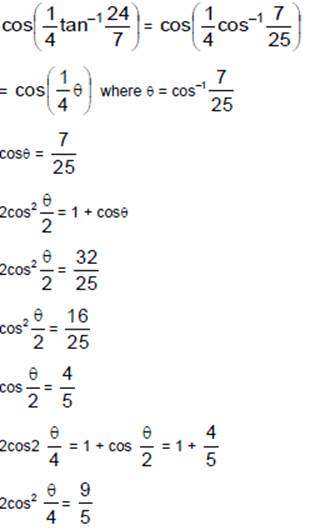 cos(1/4 tan⁻¹ 24/7) = cos(1/4 cos⁻¹ 7/25)
= cos(1/4 θ) where θ = cos⁻¹ 7/25
cosθ = 7/25
2cos² θ/2 = 1 + cosθ
2cos² θ/2 = 32/25
cos² θ/2 = 16/25
cos θ/2 = 4/5
2cos2 θ/4 = 1 + cos θ/2 = 1 + 4/5
2cos² θ/4 = 9/5